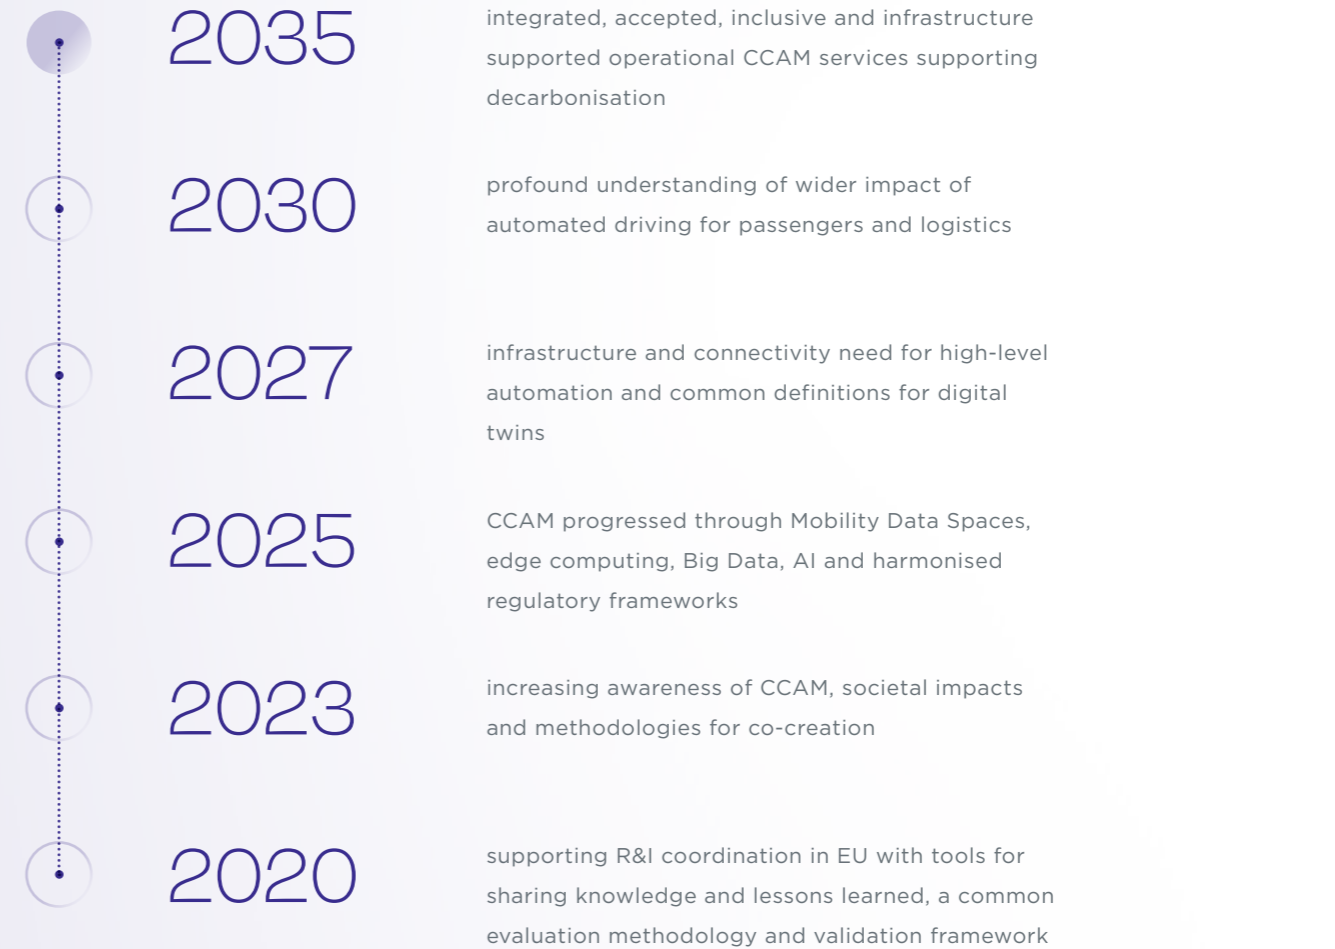 2035
integrated, accepted, inclusive and infrastructure
supported operational CCAM services supporting
decarbonisation
2030
profound understanding of wider impact of
automated driving for passengers and logistics
2027
infrastructure and connectivity need for high-level
automation and common definitions for digital
twins
2025
CCAM progressed through Mobility Data Spaces,
edge computing, Big Data, AI and harmonised
regulatory frameworks
2023
increasing awareness of CCAM, societal impacts
and methodologies for co-creation
2020
supporting R&I coordination in EU with tools for
sharing knowledge and lessons learned, a common
evaluation methodology and validation framework